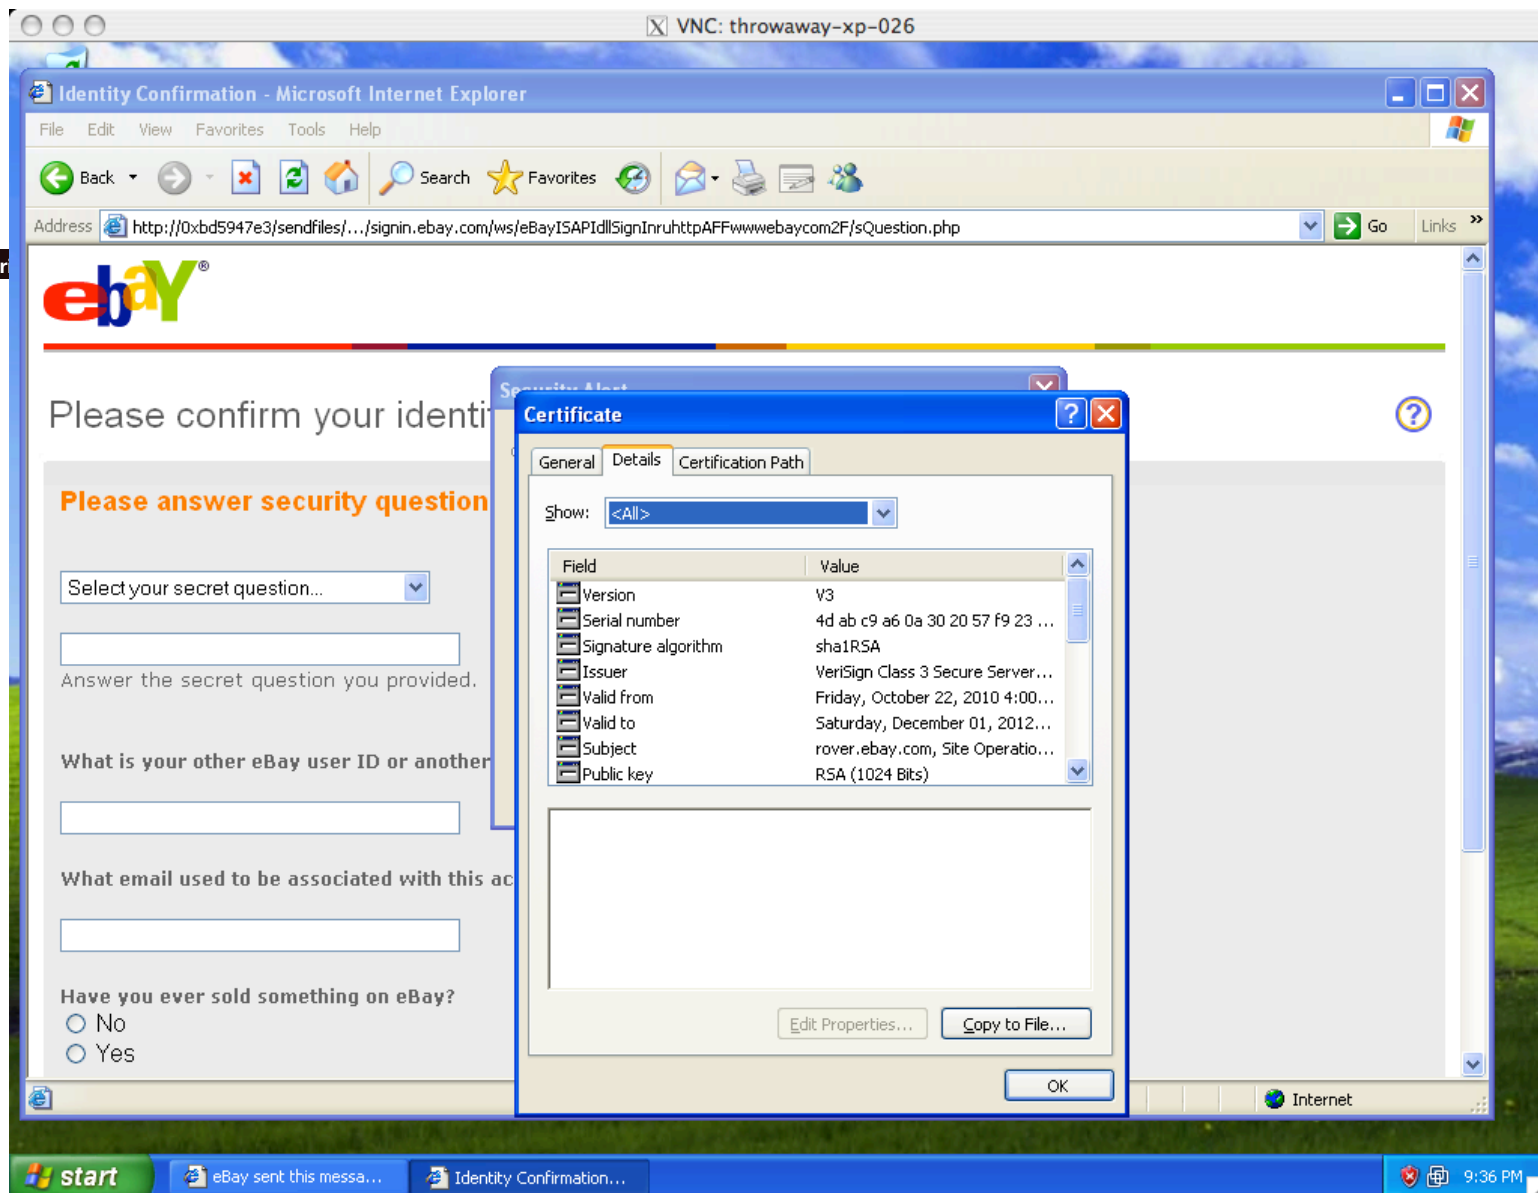 VNC: throwaway-xp-026
Identity Confirmation - Microsoft Internet Explorer
File Edit View Favorites Tools Help
Back Search Favorites
Address http://0xbd5947e3/sendfiles/.../signin.ebay.com/ws/eBayISAPIdllSignInruhttpAFFwwwebaycom2F/sQuestion.php Go Links »
ebaY®
Please confirm your identi
Security Alert
Certificate
General Details Certification Path
Please answer security question
Show: <All>
Field Value
Version V3
Serial number 4d ab c9 a6 0a 30 20 57 f9 23 ...
Signature algorithm sha1RSA
Issuer VeriSign Class 3 Secure Server...
Valid from Friday, October 22, 2010 4:00...
Valid to Saturday, December 01, 2012...
Subject rover.ebay.com, Site Operatio...
Public key RSA (1024 Bits)
Select your secret question...
Answer the secret question you provided.
What is your other eBay user ID or another
What email used to be associated with this ac
Have you ever sold something on eBay?
No
Yes
Edit Properties... Copy to File...
OK
Internet
start eBay sent this messa... Identity Confirmation... 9:36 PM